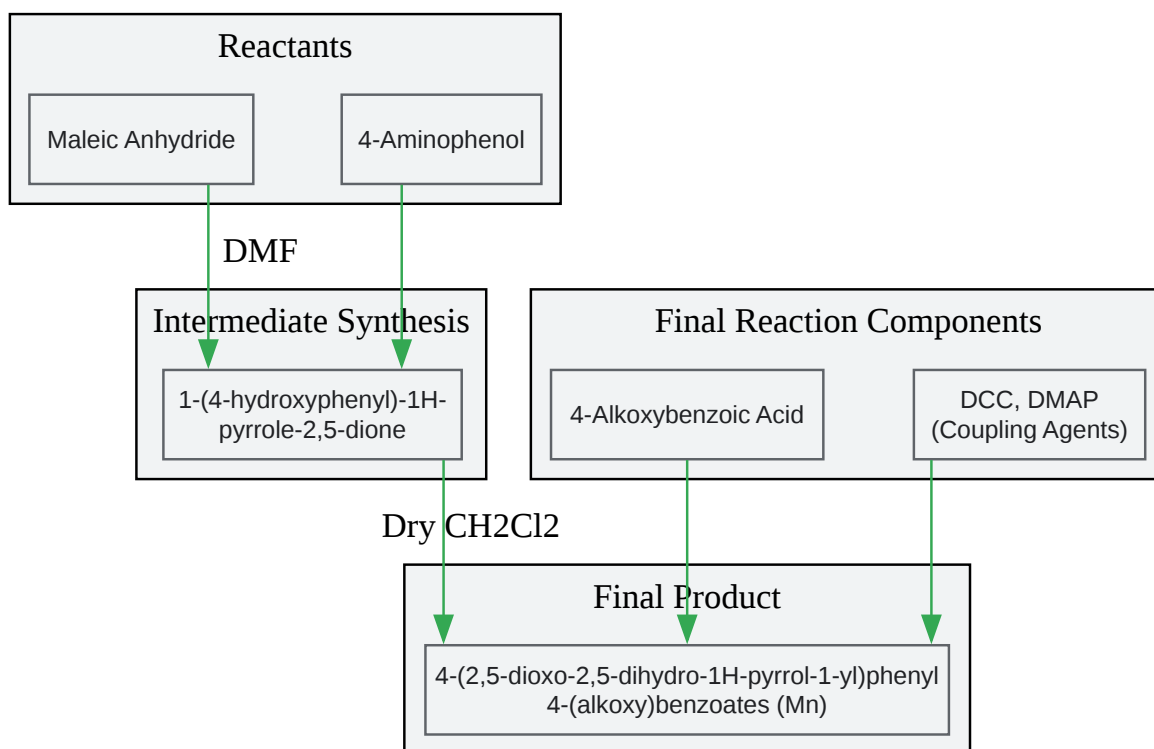 Reactants
Maleic Anhydride
4-Aminophenol
DMF
Intermediate Synthesis
1-(4-hydroxyphenyl)-1H-
pyrrole-2,5-dione
Final Reaction Components
4-Alkoxybenzoic Acid
DCC, DMAP
(Coupling Agents)
Dry CH2Cl2
Final Product
4-(2,5-dioxo-2,5-dihydro-1H-pyrrol-1-yl)phenyl
4-(alkoxy)benzoates (Mn)